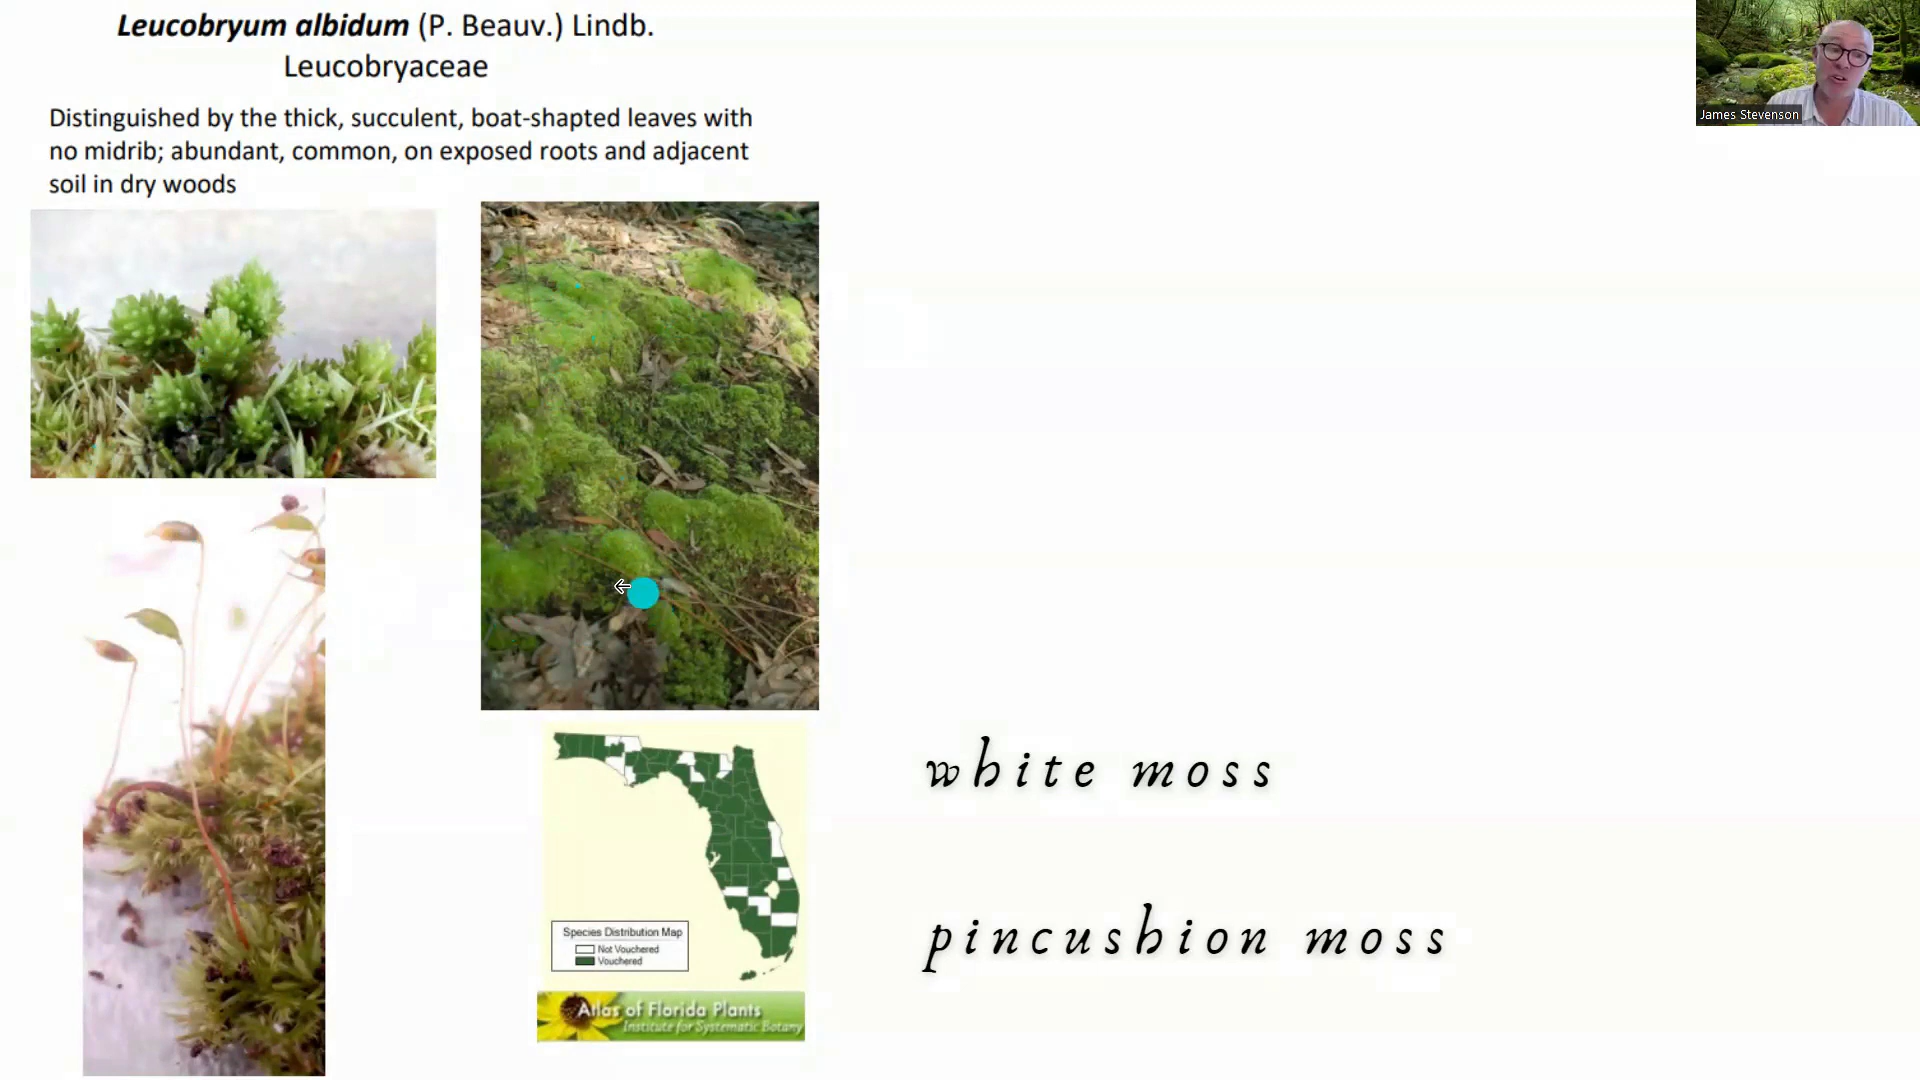 Leucobryum albidum (P. Beauv.) Lindb.
Leucobryaceae
Distinguished by the thick, succulent, boat-shapted leaves with
no midrib; abundant, common, on exposed roots and adjacent
soil in dry woods
James Stevenson
white moss
pincushion moss
Species Distribution Map
Not Vouchered
Vouchered
Atlas of Florida Plants
Institute for Systematic Botany